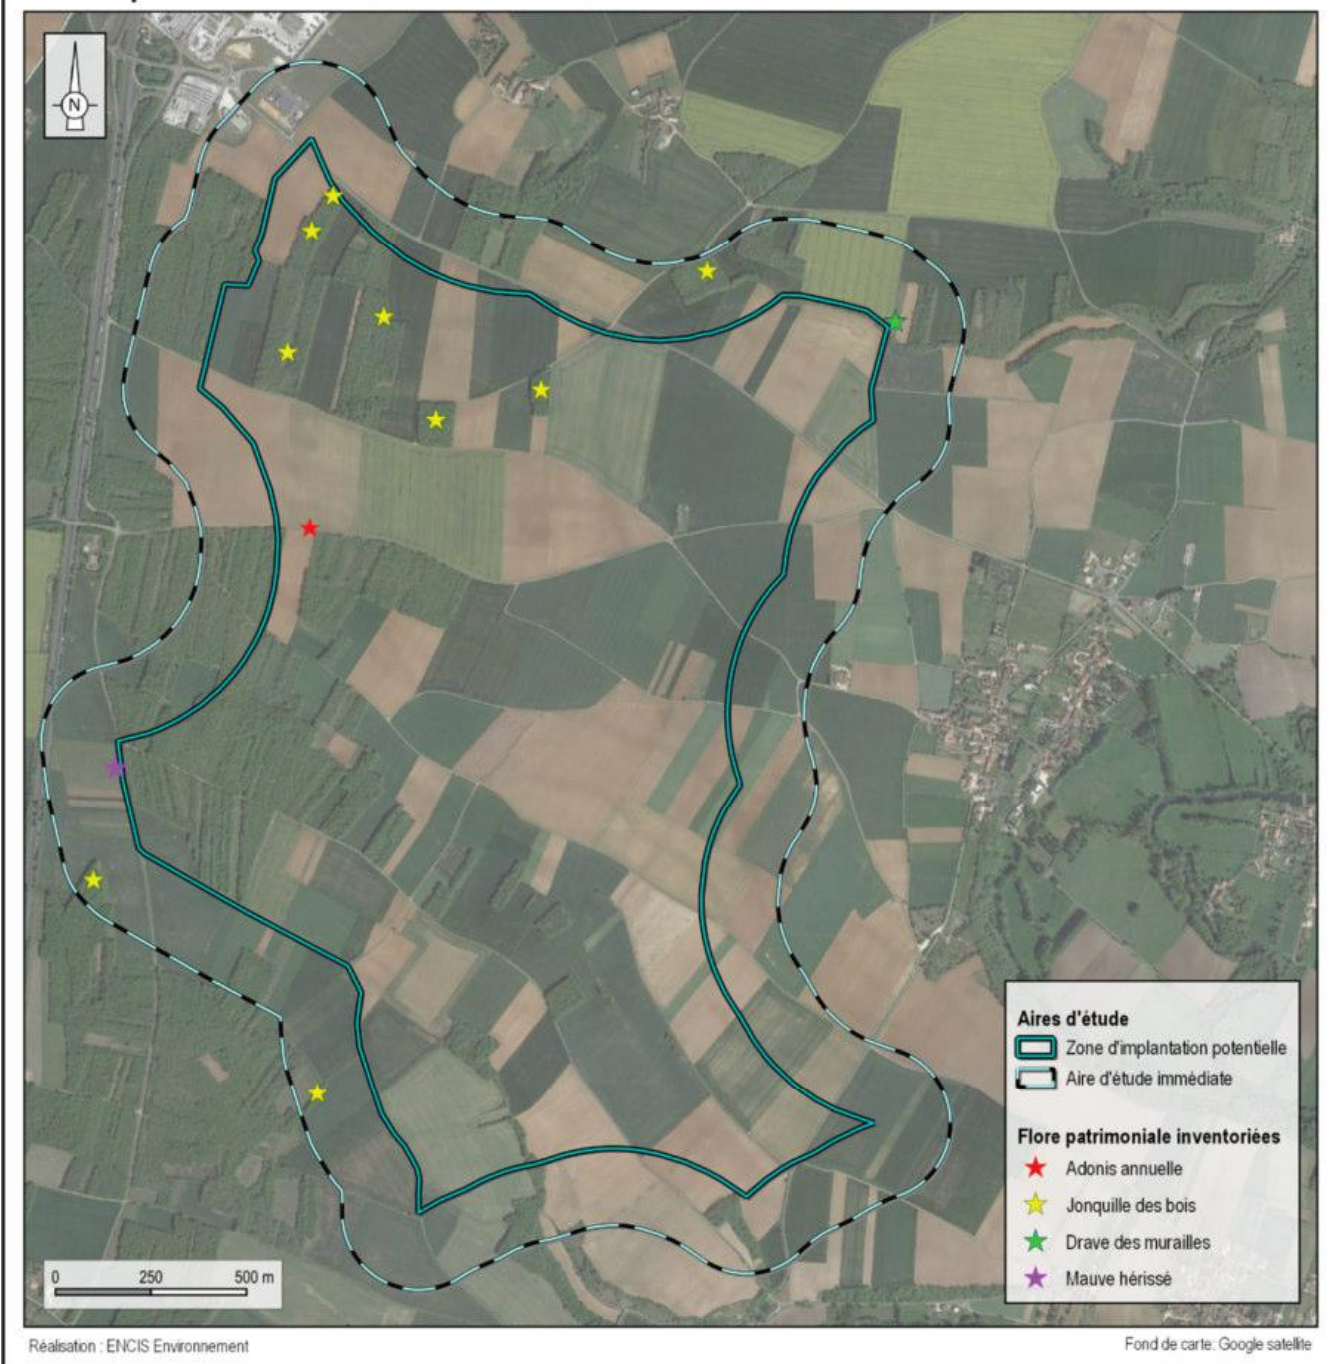 N
Aires d'étude
Zone d'implantation potentielle
Aire d'étude immédiate
Flore patrimoniale inventoriées
Adonis annuelle
Jonquille des bois
Drave des murailles
Mauve hérissé
0 250 500 m
Réalisation : ENCIS Environnement
Fond de carte: Google satellite